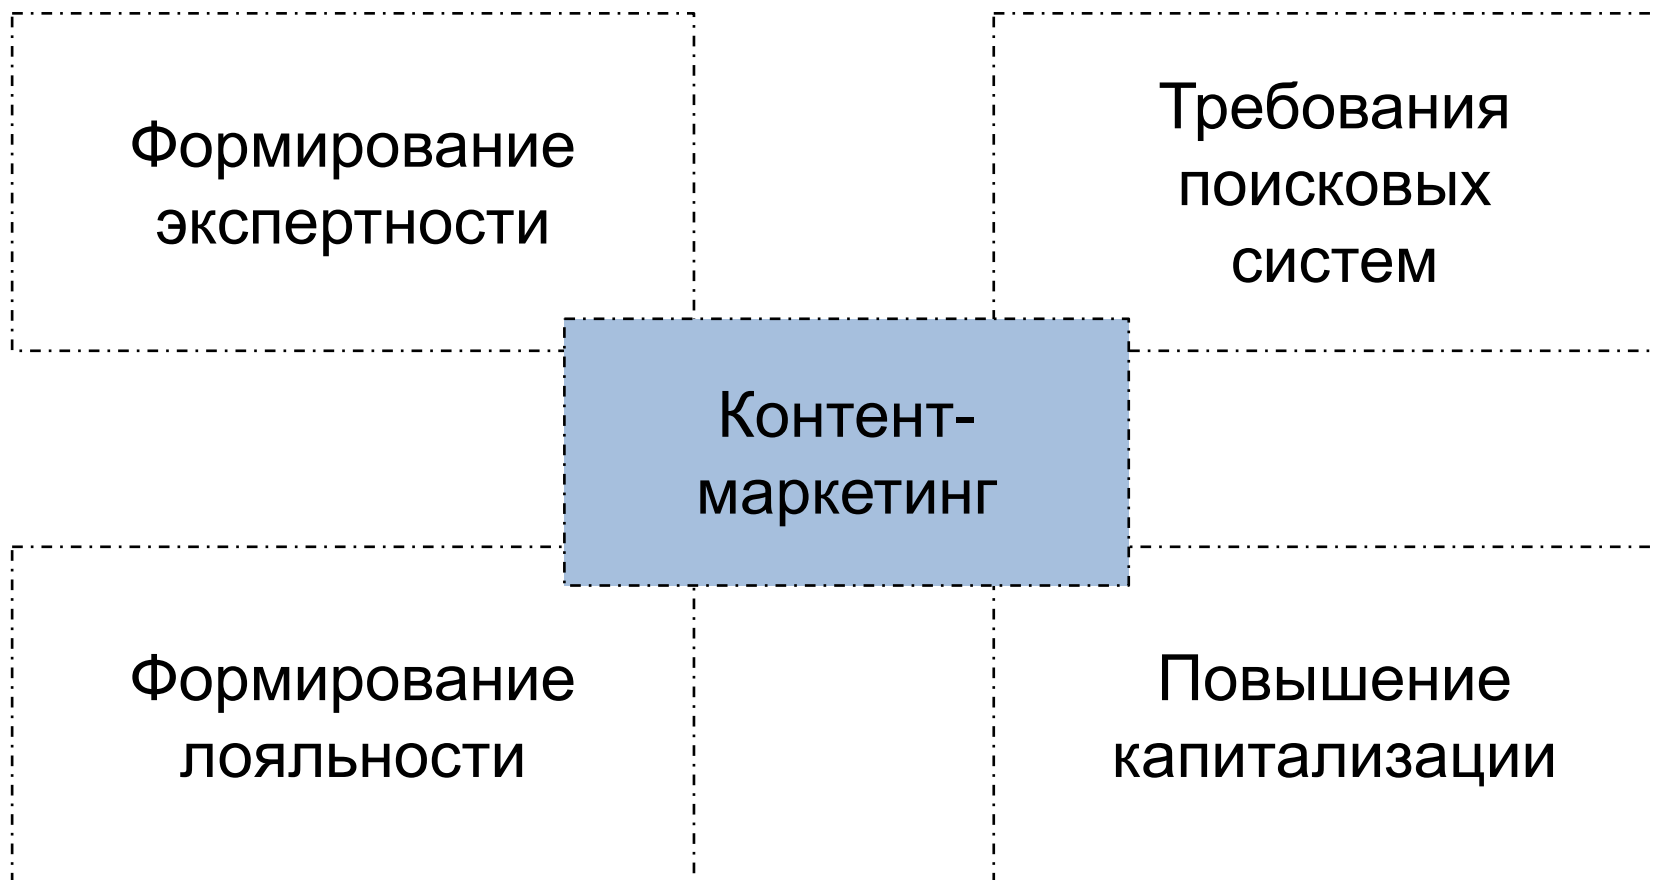 Формирование
экспертности
Требования
поисковых
систем
Контент-
маркетинг
Формирование
лояльности
Повышение
капитализации